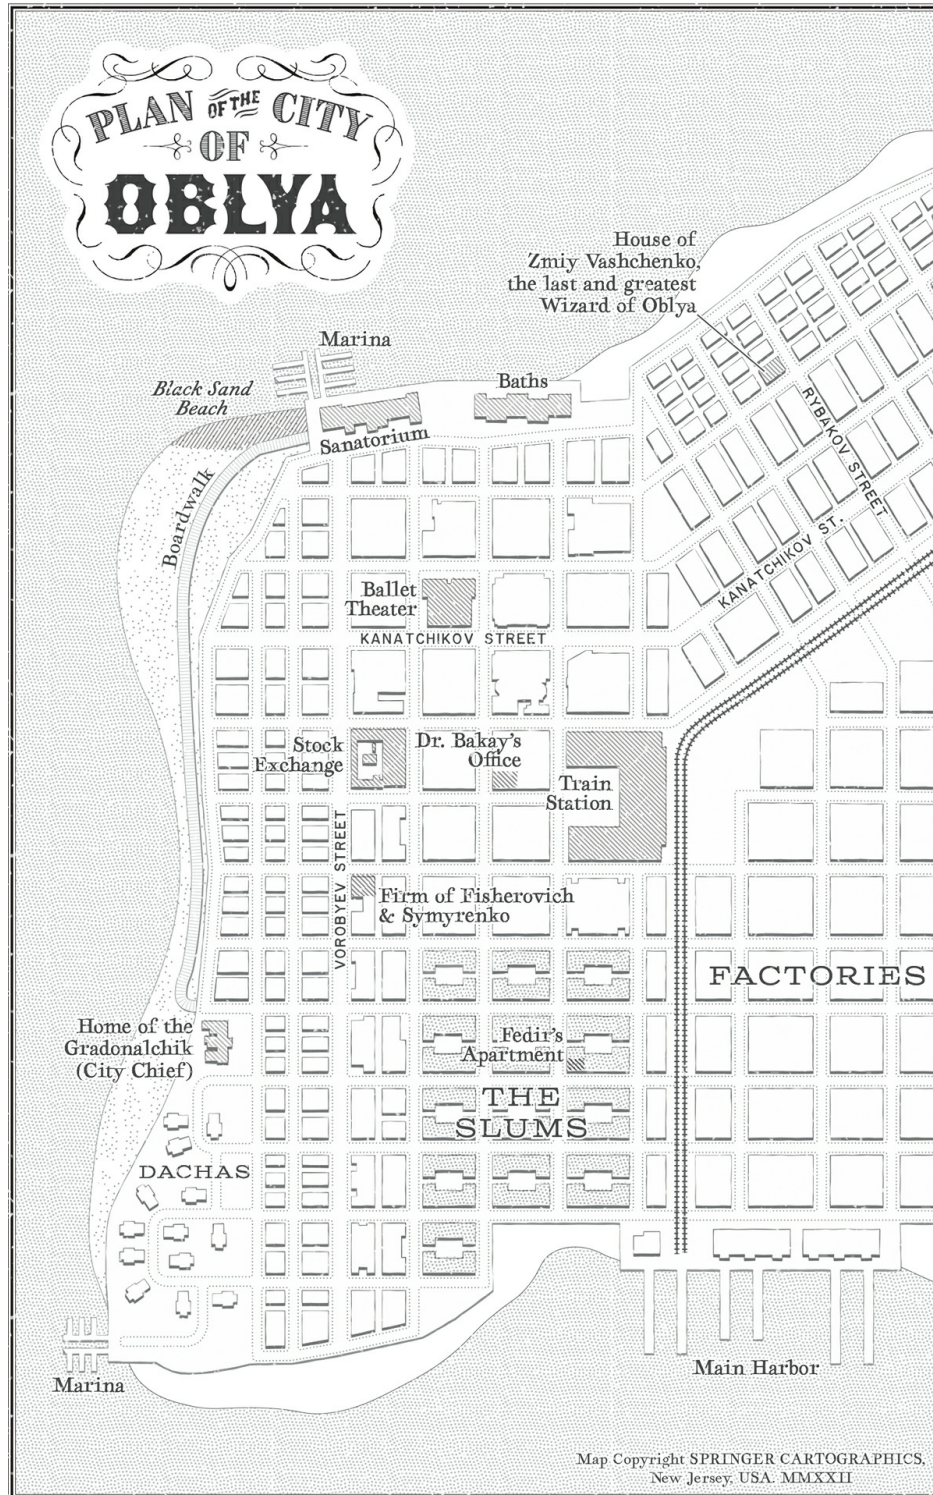 PLAN OF THE CITY
OF
OBLYA
House of
Zmiy Vashchenko,
the last and greatest
Wizard of Oblya
Marina
Black Sand
Beach
Baths
Sanatorium
Boardwalk
RYBAKOV STREET
KANATCHIKOV ST.
Ballet
Theater
KANATCHIKOV STREET
Stock
Exchange
Dr. Bakay's
Office
Train
Station
VOROBYEV STREET
Firm of Fisherovich
& Symyrenko
FACTORIES
Home of the
Gradonalchik
(City Chief)
Fedir's
Apartment
THE
SLUMS
DACHAS
Main Harbor
Marina
Map Copyright SPRINGER CARTOGRAPHICS,
New Jersey, USA. MMXXII